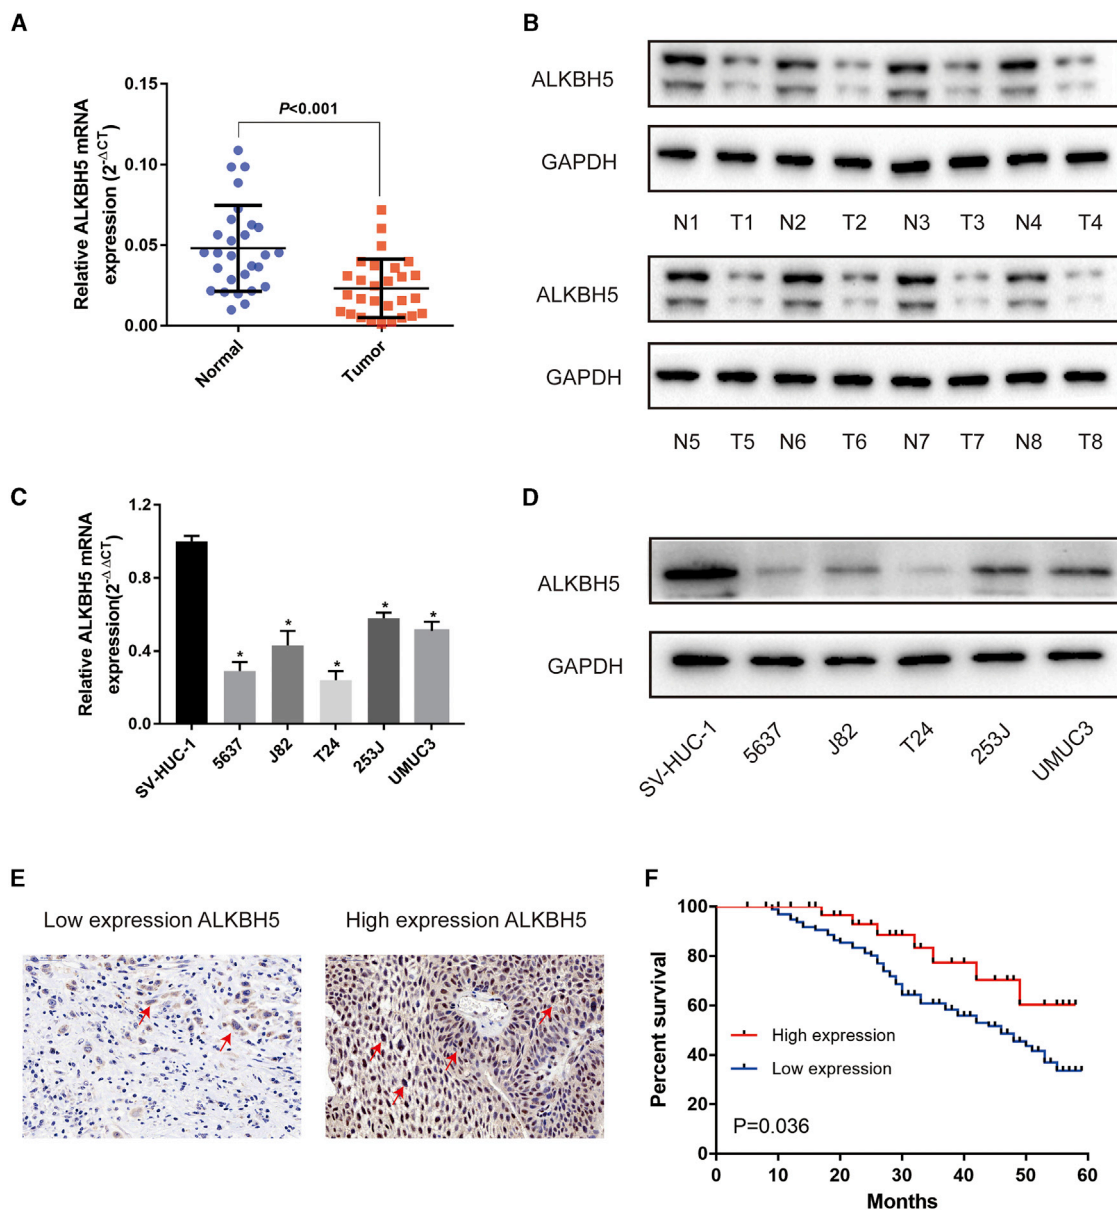 A
Relative ALKBH5 mRNA
expression (2-ΔCT)
0.15
0.10
0.05
0.00
P<0.001
Normal
Tumor
B
ALKBH5
GAPDH
N1 T1 N2 T2 N3 T3 N4 T4
ALKBH5
GAPDH
N5 T5 N6 T6 N7 T7 N8 T8
C
Relative ALKBH5 mRNA
expression(2-Δ ΔCT)
1.2
0.8
0.4
0.0
* * * * *
SV-HUC-1
5637
J82
T24
253J
UMUC3
D
ALKBH5
GAPDH
SV-HUC-1
5637
J82
T24
253J
UMUC3
E
Low expression ALKBH5
High expression ALKBH5
F
Percent survival
100
80
60
40
20
0
High expression
Low expression
P=0.036
0 10 20 30 40 50 60
Months